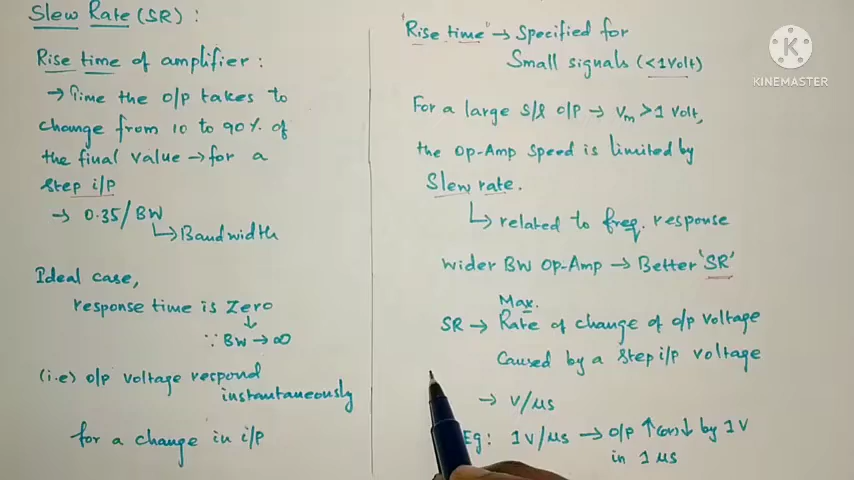 Slew Rate (SR) :
Rise time of amplifier :
→ Time the O/P takes to
change from 10 to 90% of
the final value → for a
step i/P
→ 0.35/BW
↳ Bandwidth
Ideal case,
response time is Zero
↓
∵ BW → ∞
(i.e) o/p voltage respond
instantaneously
for a change in i/P
"Rise time" → Specified for
Small signals (<1Volt)
For a large s/l O/P → Vm > 1 Volt,
the Op-Amp Speed is limited by
Slew rate.
↳ related to freq. response
wider BW Op-Amp → Better 'SR'
Max.
SR → Rate of change of o/p voltage
Caused by a Step i/p voltage
→ V/μs
Eg: 1V/μs → O/P ↑ (or) ↓ by 1V
in 1 μs
K
KINEMASTER